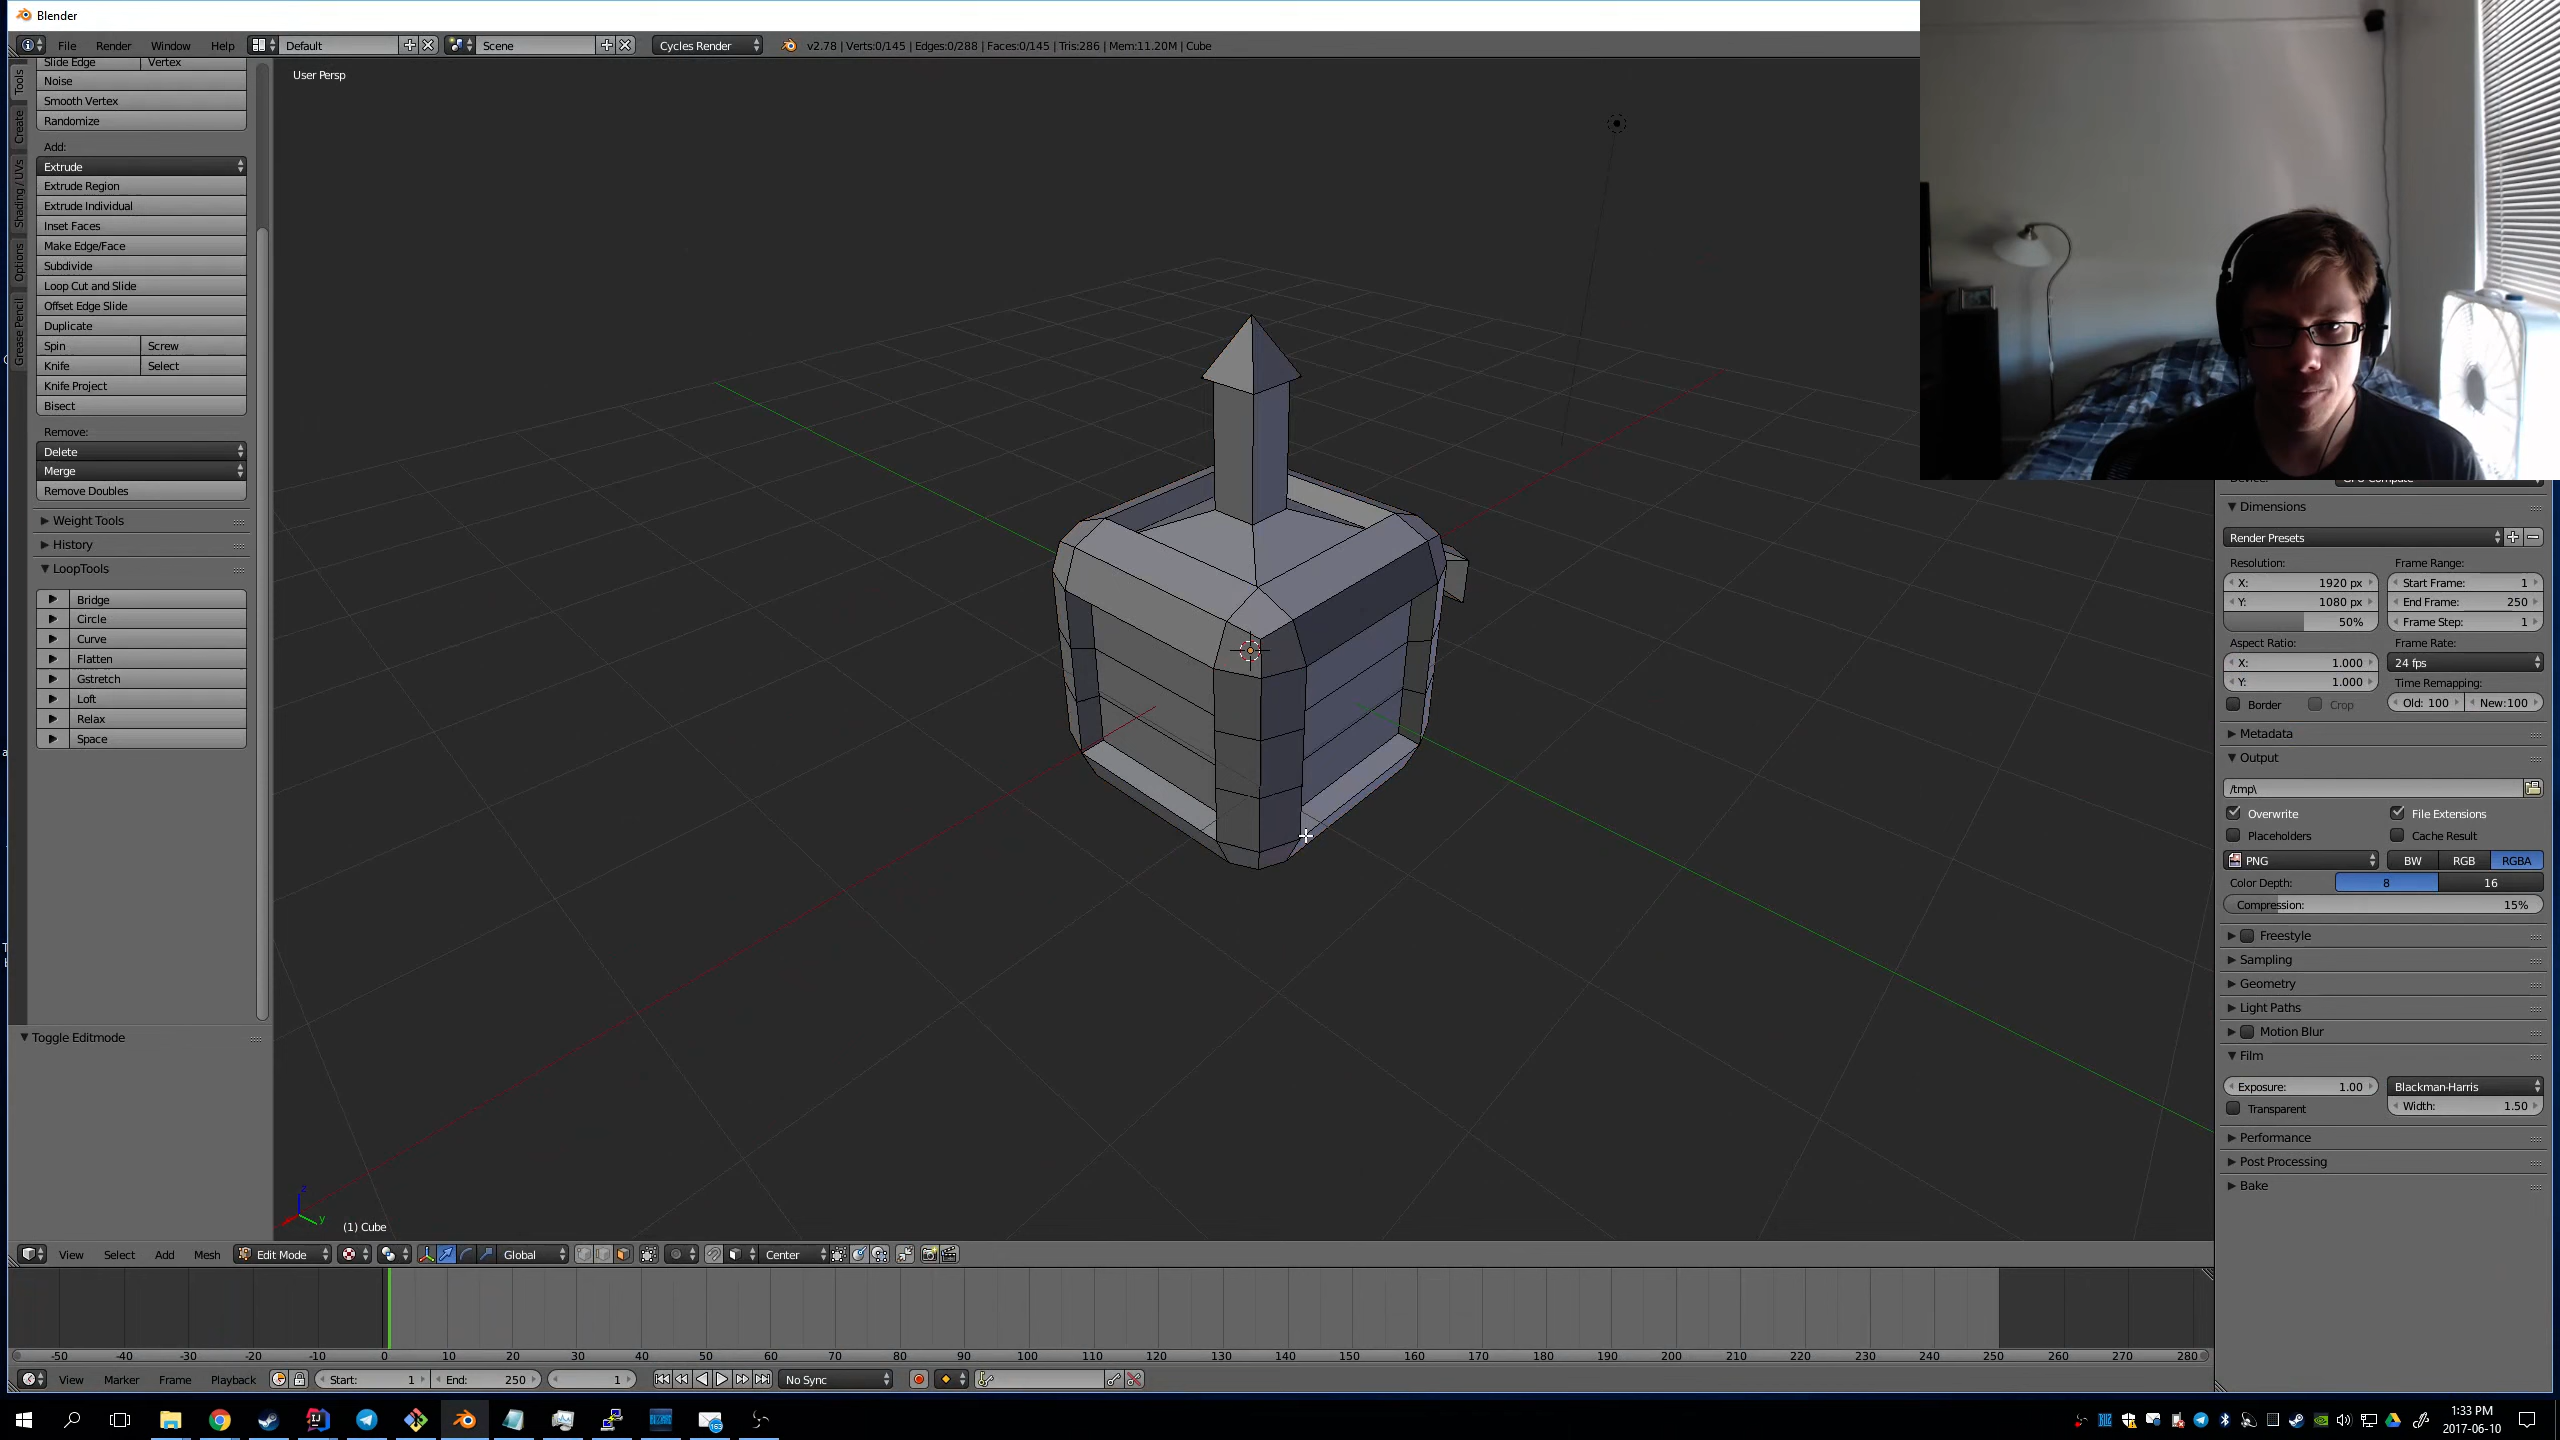 Blender
File Render Window Help Default Scene Cycles Render v2.78 | Verts:0/145 | Edges:0/288 | Faces:0/145 | Tris:286 | Mem:11.20M | Cube
User Persp
Tools
Create
Shading / UVs
Options
Grease Pencil
Slide Edge Vertex
Noise
Smooth Vertex
Randomize
Add:
Extrude
Extrude Region
Extrude Individual
Inset Faces
Make Edge/Face
Subdivide
Loop Cut and Slide
Offset Edge Slide
Duplicate
Spin Screw
Knife Select
Knife Project
Bisect
Remove:
Delete
Merge
Remove Doubles
Weight Tools
History
LoopTools
Bridge
Circle
Curve
Flatten
Gstretch
Loft
Relax
Space
Toggle Editmode
z
y
(1) Cube
View Select Add Mesh Edit Mode Global Center
Dimensions
Render Presets
Resolution: Frame Range:
X: 1920 px Start Frame: 1
Y: 1080 px End Frame: 250
50% Frame Step: 1
Aspect Ratio: Frame Rate:
X: 1.000 24 fps
Y: 1.000 Time Remapping:
Border Crop Old: 100 New:100
Metadata
Output
/tmp\
Overwrite File Extensions
Placeholders Cache Result
PNG BW RGB RGBA
Color Depth: 8 16
Compression: 15%
Freestyle
Sampling
Geometry
Light Paths
Motion Blur
Film
Exposure: 1.00 Blackman-Harris
Transparent Width: 1.50
Performance
Post Processing
Bake
-50 -40 -30 -20 -10 0 10 20 30 40 50 60 70 80 90 100 110 120 130 140 150 160 170 180 190 200 210 220 230 240 250 260 270 280
View Marker Frame Playback Start: 1 End: 250 1 No Sync
1:33 PM
2017-06-10